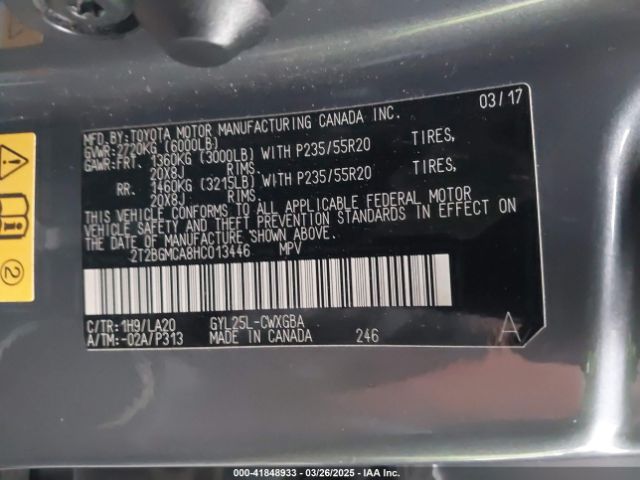 03/17
MFD.BY:TOYOTA MOTOR MANUFACTURING CANADA INC.
GVWR:2720KG (6000LB)
GAWR:FRT. 1360KG (3000LB) WITH P235/55R20 TIRES,
20X8J RIMS.
RR. 1460KG (3215LB) WITH P235/55R20 TIRES,
20X8J RIMS.
THIS VEHICLE CONFORMS TO ALL APPLICABLE FEDERAL MOTOR
VEHICLE SAFETY AND THEFT PREVENTION STANDARDS IN EFFECT ON
THE DATE OF MANUFACTURE SHOWN ABOVE.
2T2BGMCA8HC013446 MPV
C/TR:1H9/LA20 GYL25L-CWXGBA
A/TM:-02A/P313 MADE IN CANADA 246 A
2
000-41848933 - 03/26/2025 - IAA Inc.